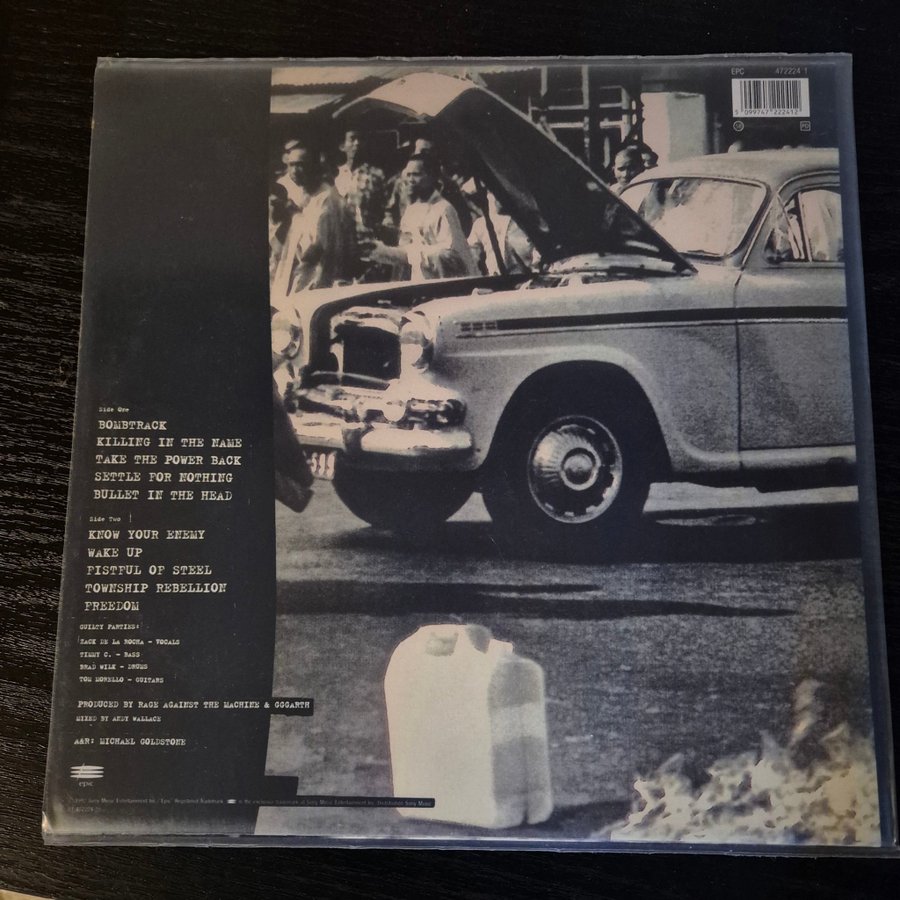 EPC 472224 1
5 099747 222412
Side One
BOMBTRACK
KILLING IN THE NAME
TAKE THE POWER BACK
SETTLE FOR NOTHING
BULLET IN THE HEAD
Side Two
KNOW YOUR ENEMY
WAKE UP
FISTFUL OF STEEL
TOWNSHIP REBELLION
FREEDOM
GUILTY PARTIES:
ZACK DE LA ROCHA - VOCALS
TIMMY C. - BASS
BRAD WILK - DRUMS
TOM MORELLO - GUITARS
PRODUCED BY RAGE AGAINST THE MACHINE & GGGARTH
MIXED BY ANDY WALLACE
A&R: MICHAEL GOLDSTONE
epic